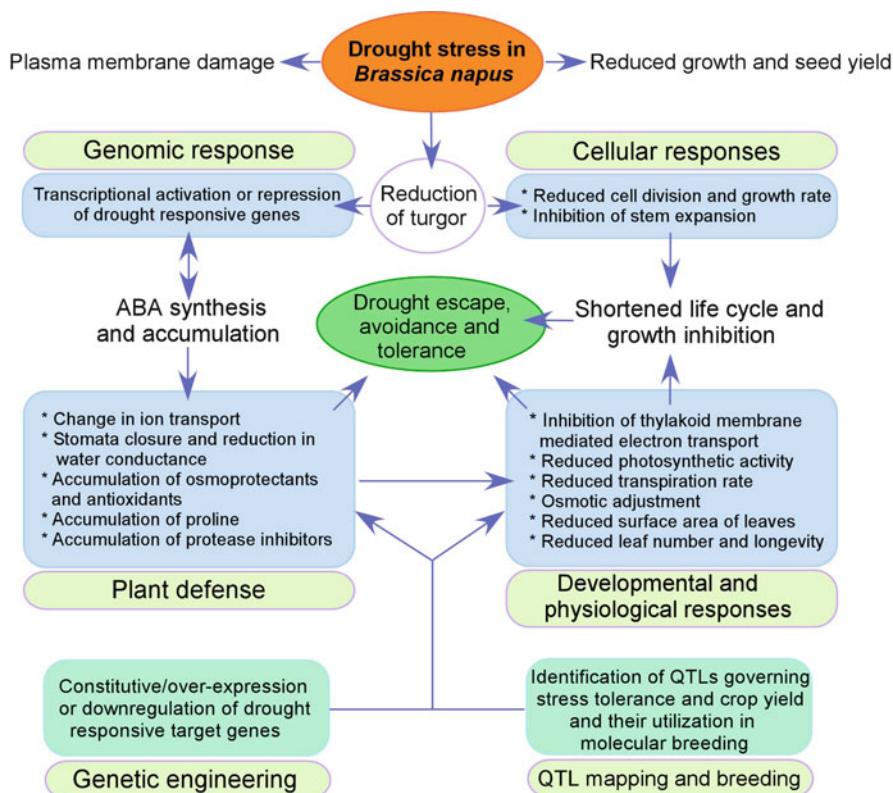 Drought stress in
Brassica napus
Plasma membrane damage
Reduced growth and seed yield
Genomic response
Cellular responses
Transcriptional activation or repression
of drought responsive genes
Reduction
of turgor
* Reduced cell division and growth rate
* Inhibition of stem expansion
ABA synthesis
and accumulation
Drought escape,
avoidance and
tolerance
Shortened life cycle and
growth inhibition
* Change in ion transport
* Stomata closure and reduction in
water conductance
* Accumulation of osmoprotectants
and antioxidants
* Accumulation of proline
* Accumulation of protease inhibitors
* Inhibition of thylakoid membrane
mediated electron transport
* Reduced photosynthetic activity
* Reduced transpiration rate
* Osmotic adjustment
* Reduced surface area of leaves
* Reduced leaf number and longevity
Plant defense
Developmental and
physiological responses
Constitutive/over-expression
or downregulation of drought
responsive target genes
Identification of QTLs governing
stress tolerance and crop yield
and their utilization in
molecular breeding
Genetic engineering
QTL mapping and breeding